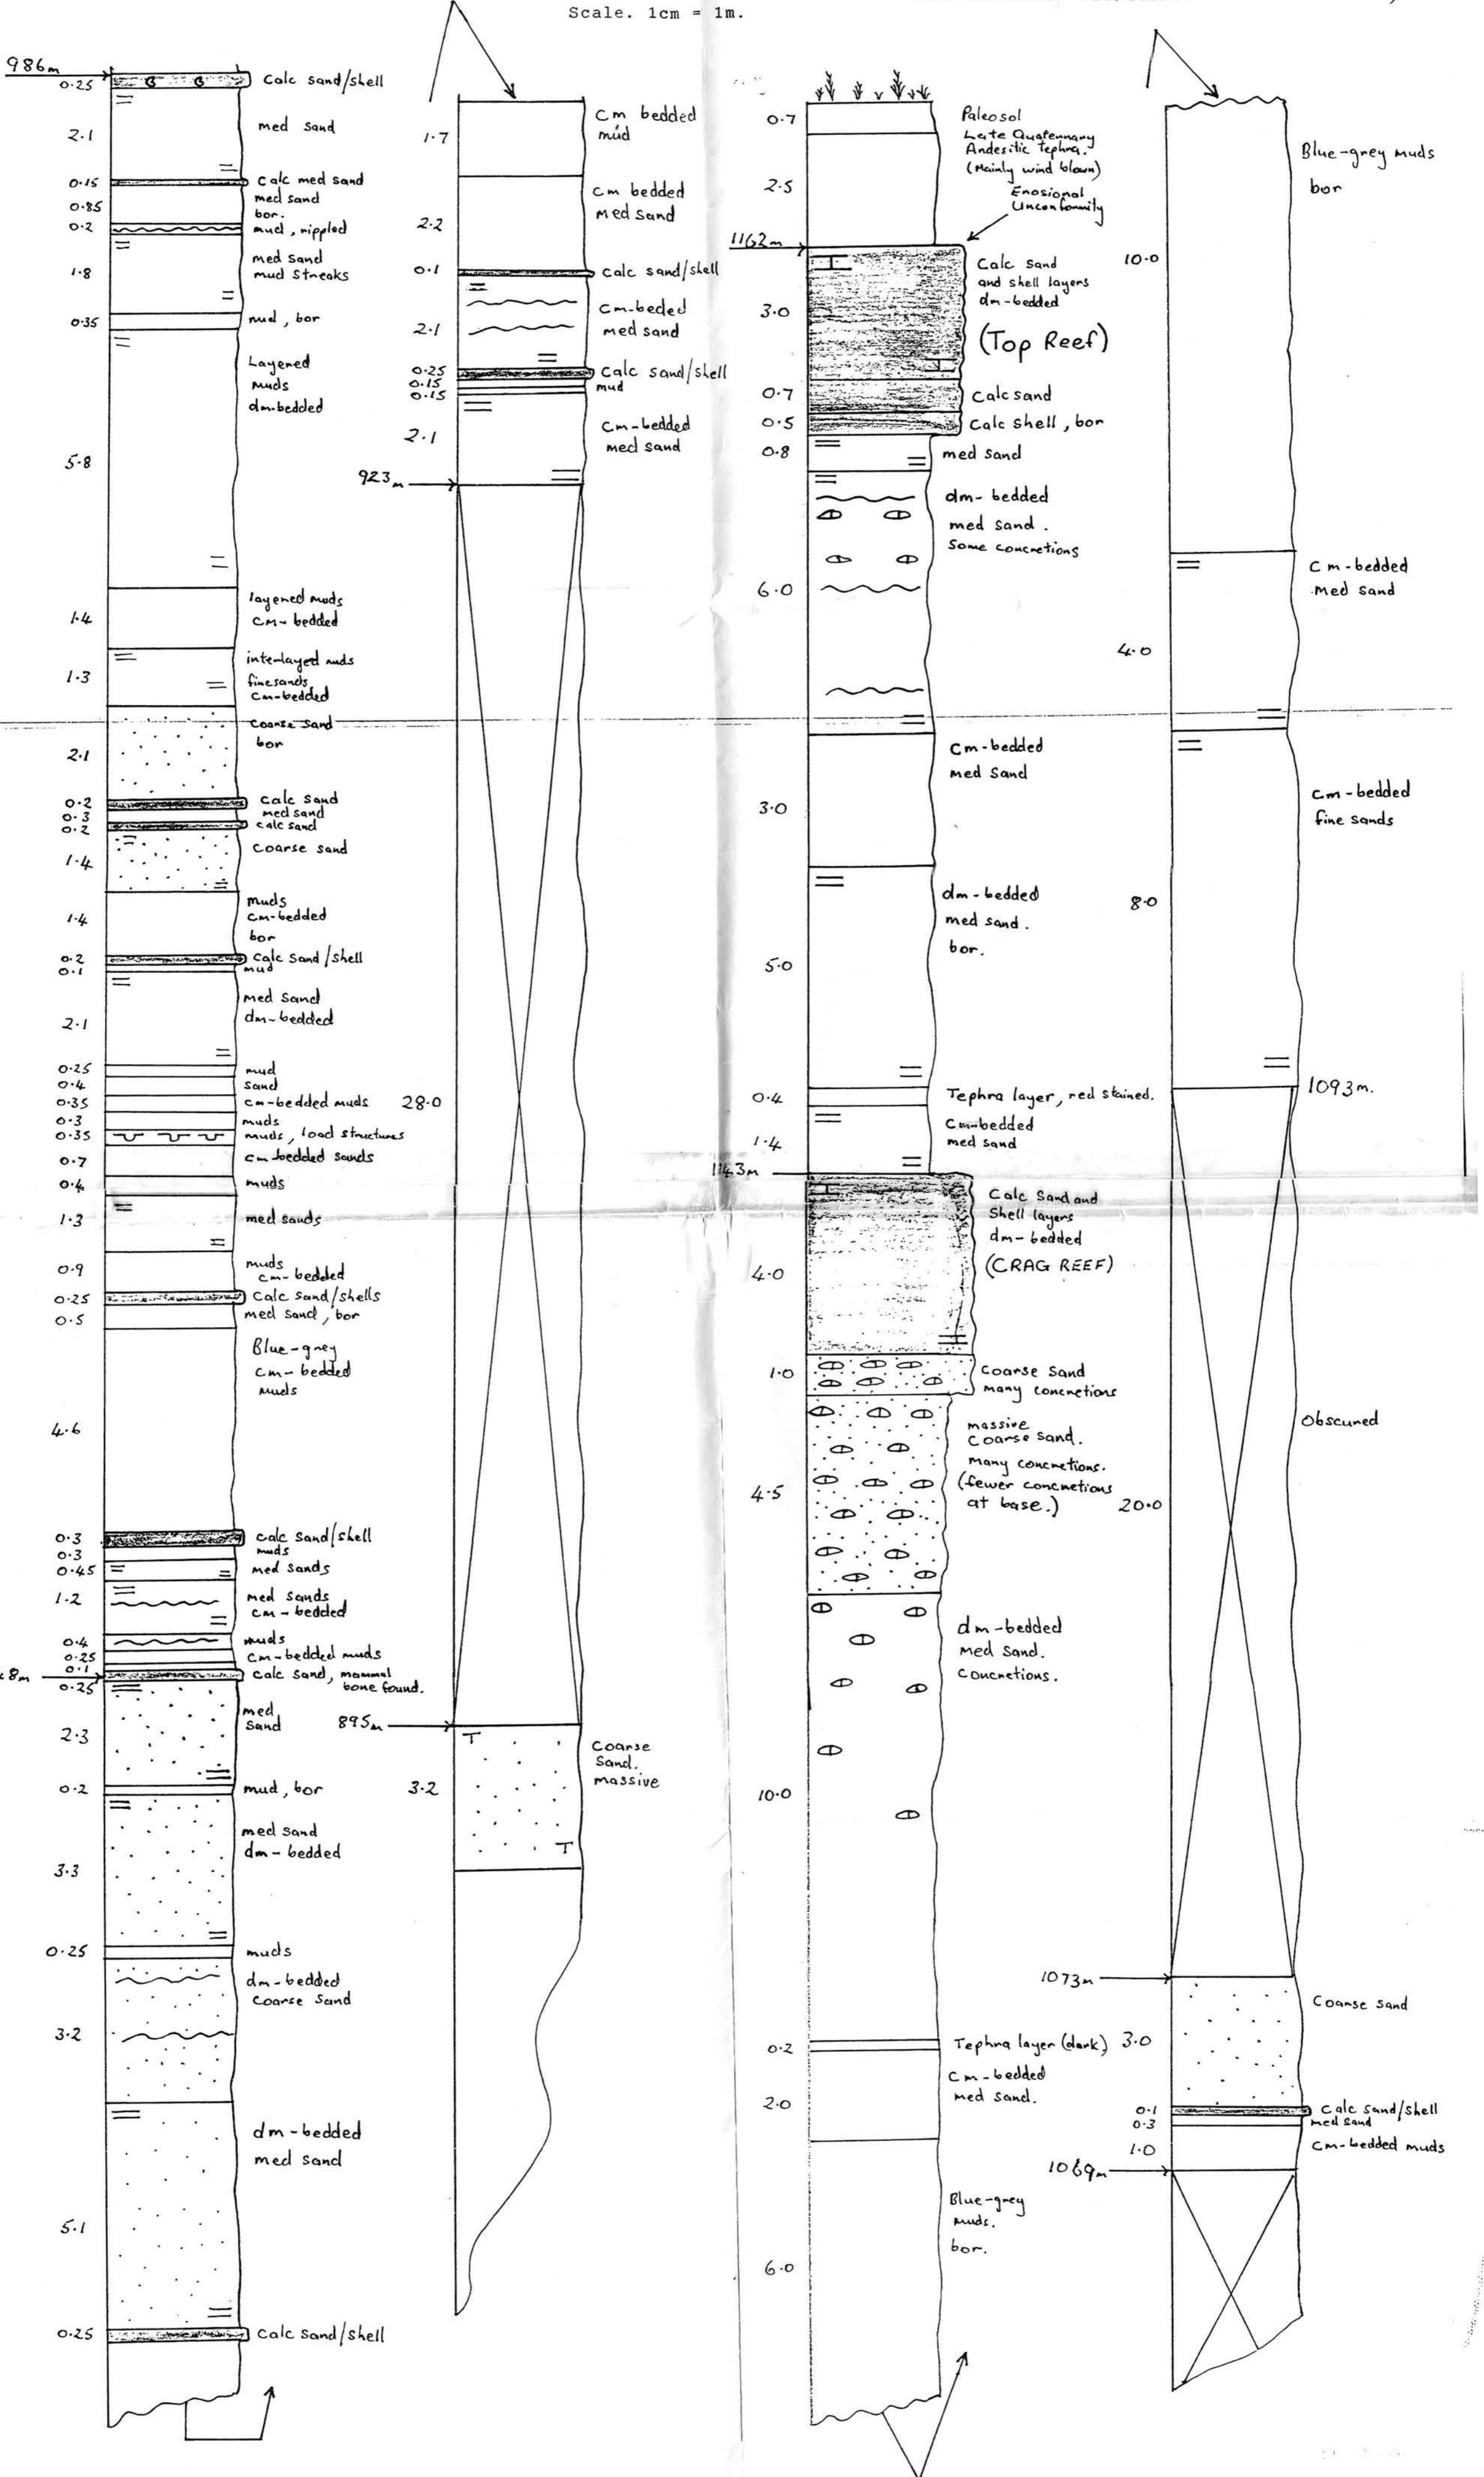 Scale. 1cm = 1m.
986m
0.25
Calc sand/shell
2.1
med sand
0.15
Calc med sand
0.85
med sand
bor.
0.2
mud, rippled
1.8
med sand
mud streaks
0.35
mud, bor
Layered
muds
dm-bedded
5.8
1.4
layered muds
cm-bedded
1.3
inter-layed muds
fine sands
cm-bedded
coarse sand
bor
2.1
0.2
Calc Sand
0.3
med sand
0.2
calc sand
1.4
coarse sand
1.4
muds
cm-bedded
bor
0.2
Calc Sand/shell
0.1
mud
2.1
med sand
dm-bedded
0.25
mud
0.4
sand
0.35
cm-bedded muds
0.3
muds
0.35
muds, load structures
0.7
cm bedded sands
0.4
muds
1.3
med sands
0.9
muds
cm-bedded
0.25
Calc Sand/shells
0.5
med sand, bor
Blue-grey
cm-bedded
muds
4.6
0.3
Calc Sand/shell
0.3
muds
0.45
med sands
1.2
med sands
cm-bedded
0.4
muds
0.25
cm-bedded muds
0.1
8m
0.25
Calc sand, mammal
bone found.
2.3
med
sand
0.2
mud, bor
3.3
med sand
dm-bedded
0.25
muds
3.2
dm-bedded
coarse sand
dm-bedded
med sand
5.1
0.25
Calc sand/shell
1.7
cm bedded
mud
2.2
cm bedded
med sand
0.1
Calc sand/shell
2.1
cm-beded
med sand
0.25
Calc sand/shell
0.15
mud
0.15
2.1
cm-bedded
med sand
923m
28.0
895m
3.2
Coarse
Sand.
massive
0.7
Paleosol
2.5
Late Quaternary
Andesitic tephra.
(Mainly wind blown)
Erosional
Unconformity
1162m
3.0
Calc sand
and shell layers
dm-bedded
(Top Reef)
0.7
Calc sand
0.5
Calc shell, bor
0.8
med sand
6.0
dm-bedded
med sand.
Some concretions
3.0
cm-bedded
med sand
5.0
dm-bedded
med sand.
bor.
0.4
Tephra layer, red stained.
1.4
cm-bedded
med sand
1143m
4.0
Calc Sand and
Shell layers
dm-bedded
(CRAG REEF)
1.0
Coarse sand
many concretions
4.5
massive
coarse sand.
many concretions.
(fewer concretions
at base.)
10.0
dm-bedded
med sand.
concretions.
0.2
Tephra layer (dark)
2.0
cm-bedded
med sand.
6.0
Blue-grey
muds.
bor.
Blue-grey muds
bor
10.0
cm-bedded
med sand
4.0
cm-bedded
fine sands
8.0
1093m.
Obscured
20.0
1073m
Coarse sand
3.0
0.1
Calc sand/shell
0.3
med sand
1.0
cm-bedded muds
1069m